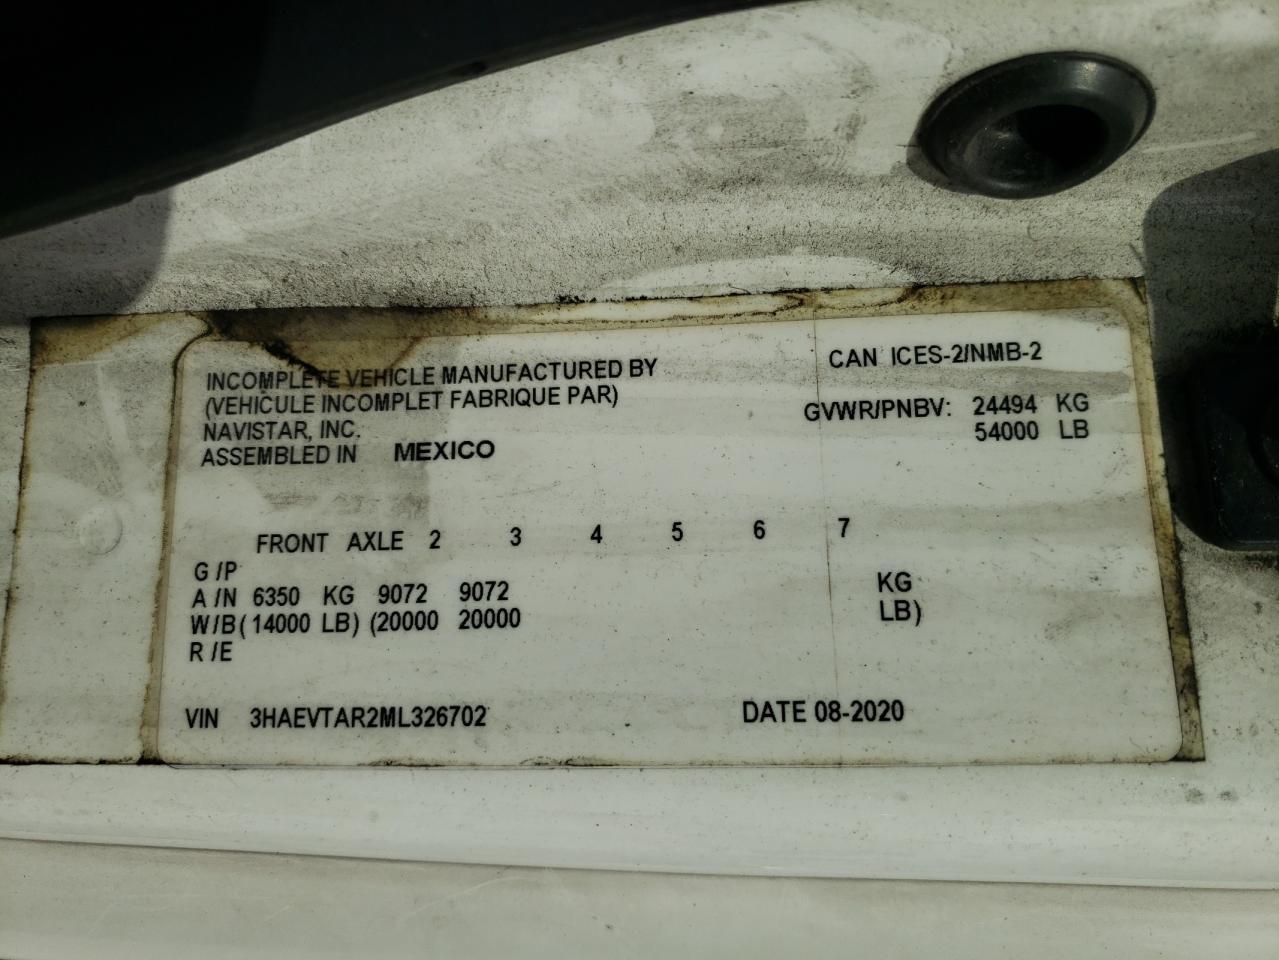 INCOMPLETE VEHICLE MANUFACTURED BY
(VEHICULE INCOMPLET FABRIQUE PAR)
NAVISTAR, INC.
ASSEMBLED IN MEXICO
CAN ICES-2/NMB-2
GVWR/PNBV: 24494 KG
54000 LB
FRONT AXLE 2 3 4 5 6 7
G /P
A /N 6350 KG 9072 9072 KG
W/B (14000 LB) (20000 20000 LB)
R /E
VIN 3HAEVTAR2ML326702 DATE 08-2020